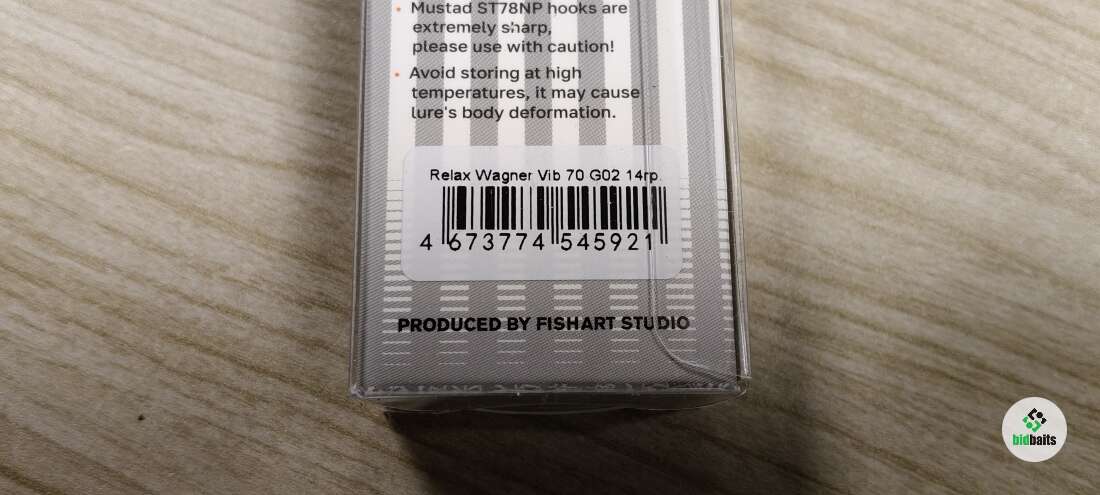 Mustad ST78NP hooks are
extremely sharp,
please use with caution!
Avoid storing at high
temperatures, it may cause
lure's body deformation.
Relax Wagner Vib 70 G02 14гр.
4 673774 545921
PRODUCED BY FISHART STUDIO
bidbaits